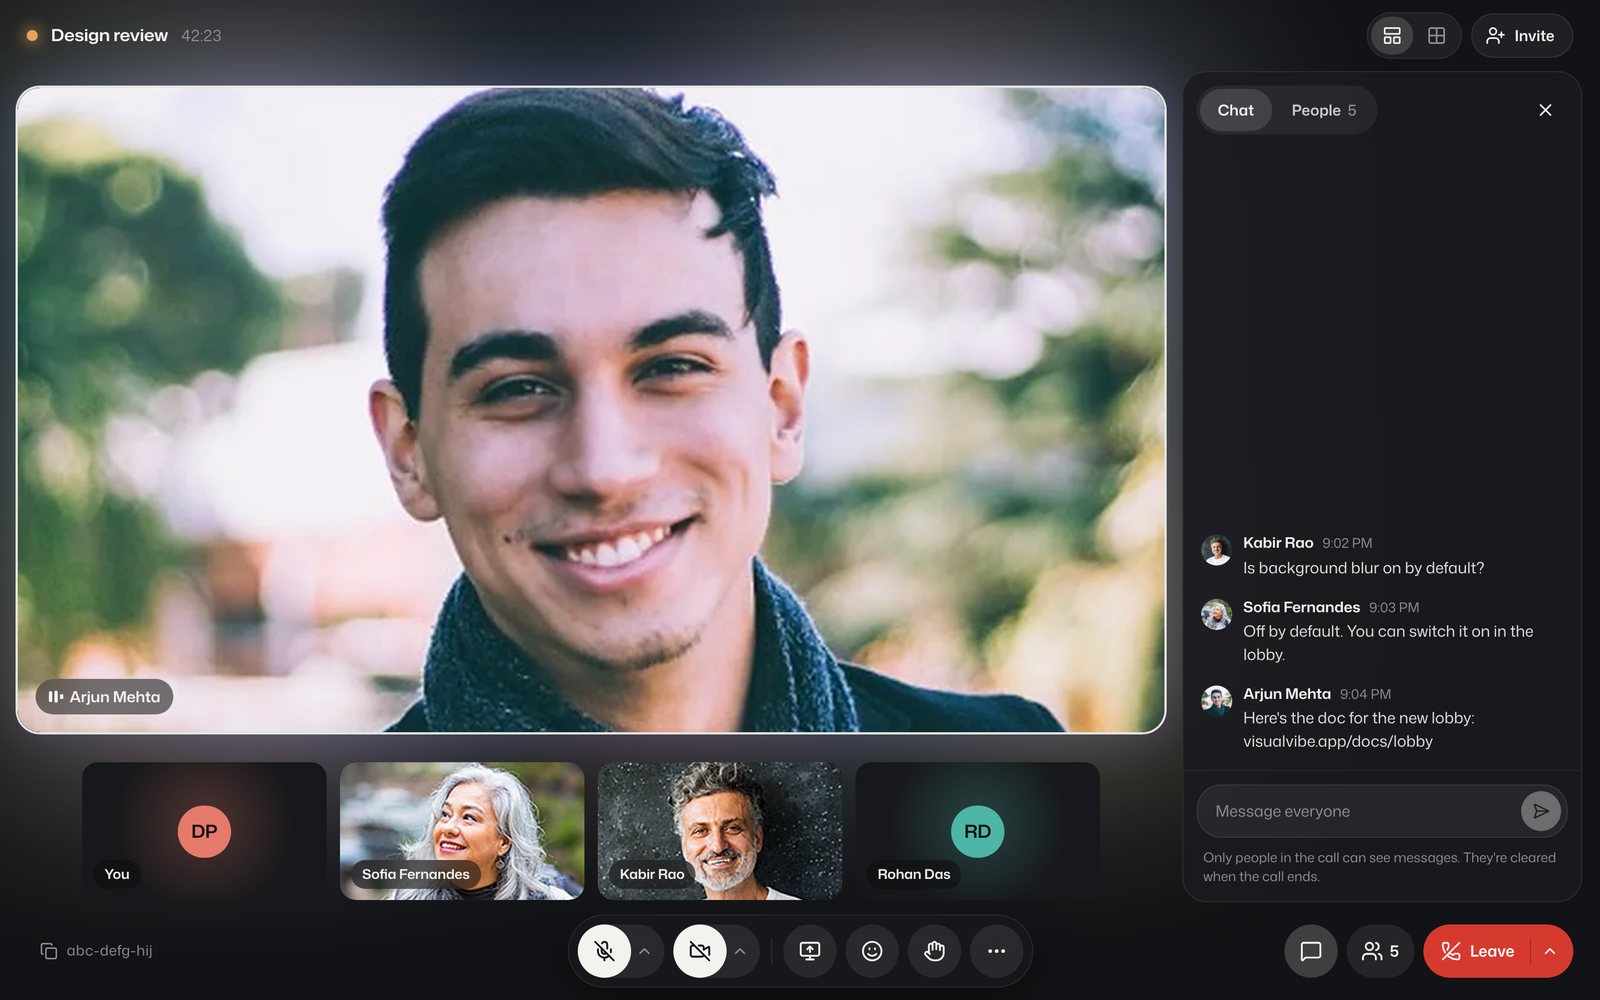 Design review 42:23
Invite
Chat People 5
Arjun Mehta
Kabir Rao 9:02 PM
Is background blur on by default?
Sofia Fernandes 9:03 PM
Off by default. You can switch it on in the
lobby.
Arjun Mehta 9:04 PM
Here's the doc for the new lobby:
visualvibe.app/docs/lobby
Message everyone
Only people in the call can see messages. They're cleared
when the call ends.
DP
You
Sofia Fernandes
Kabir Rao
RD
Rohan Das
abc-defg-hij
5
Leave